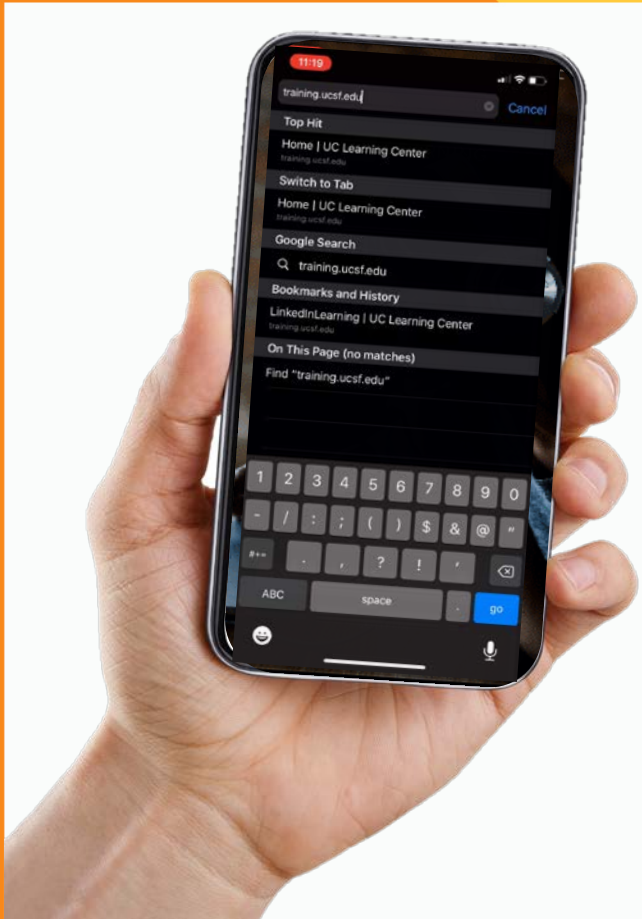 11:19
training.ucsf.edu
Cancel
Top Hit
Home | UC Learning Center
training.ucsf.edu
Switch to Tab
Home | UC Learning Center
training.ucsf.edu
Google Search
training.ucsf.edu
Bookmarks and History
LinkedInLearning | UC Learning Center
training.ucsf.edu
On This Page (no matches)
Find "training.ucsf.edu"
1 2 3 4 5 6 7 8 9 0
- / : ; ( ) $ & @ "
#+= . , ? ! '
ABC space . go